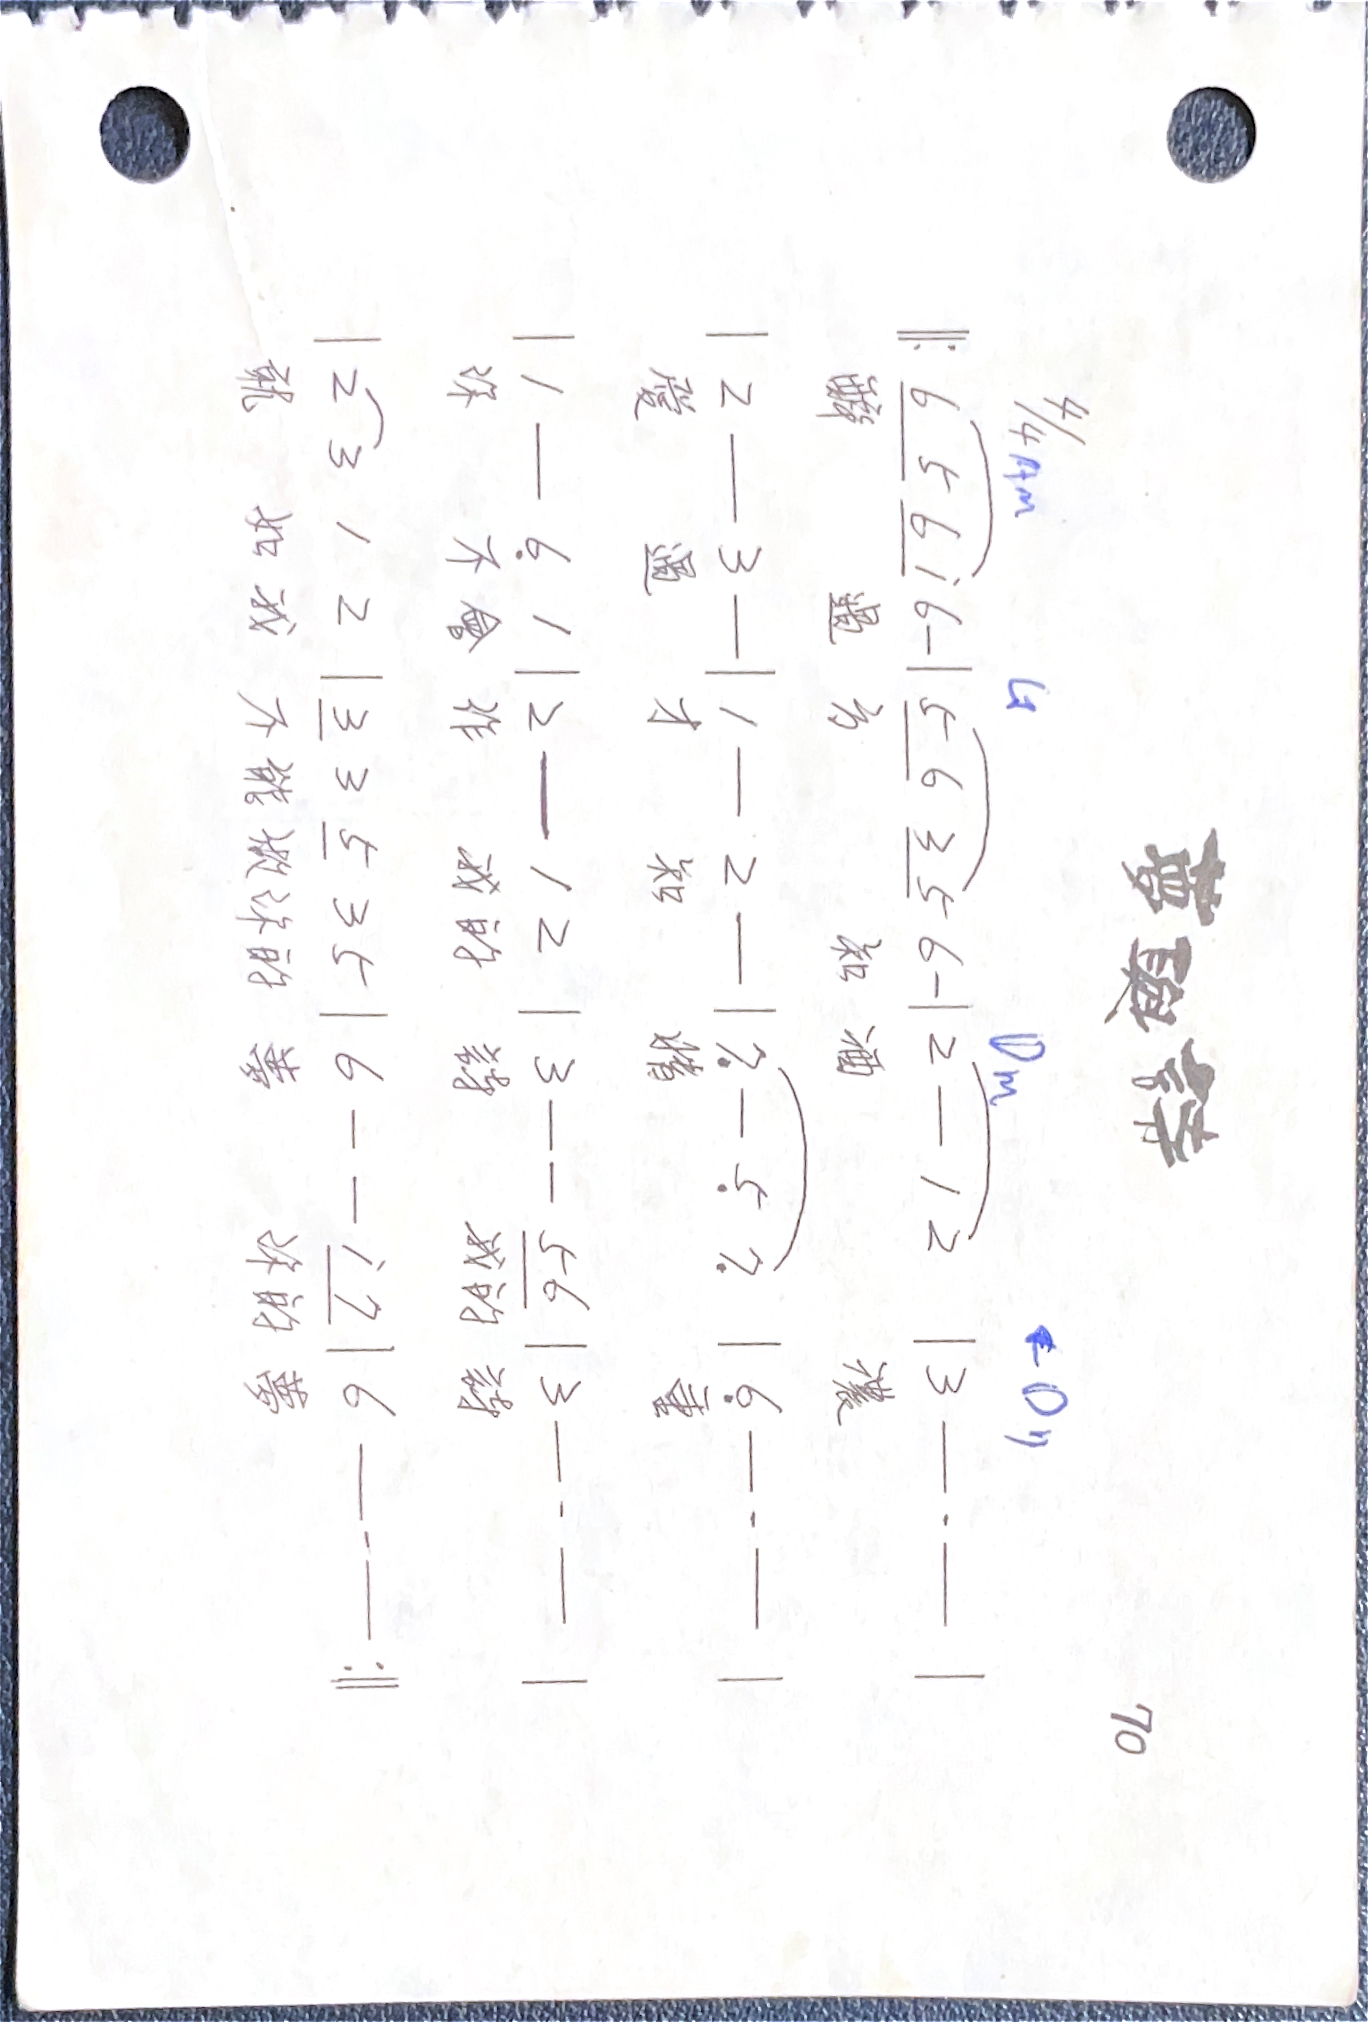 夢與詩
70
4/4 Am G Dm Dm
‖: 6 5 6 i 6 – | 5 6 3 5 6 – | 2 — 1 2 | 3 — - — |
醉 過 方 知 酒 濃
| 2 — 3 — | 1 — 2 — | 7̣ — 5̣ 7̣ | 6̣ — - — |
愛 過 才 知 情 重
| 1 — 6̣ 1 | 2 — 1 2 | 3 — — 5 6 | 3 — - — |
你 不 會 作 我 的 詩 我 的 詩
| 2 3 1 2 | 3 3 5 3 5 | 6 — — i 7 | 6 — - — :‖
就 如 我 不 能 做 你 的 夢 你 的 夢